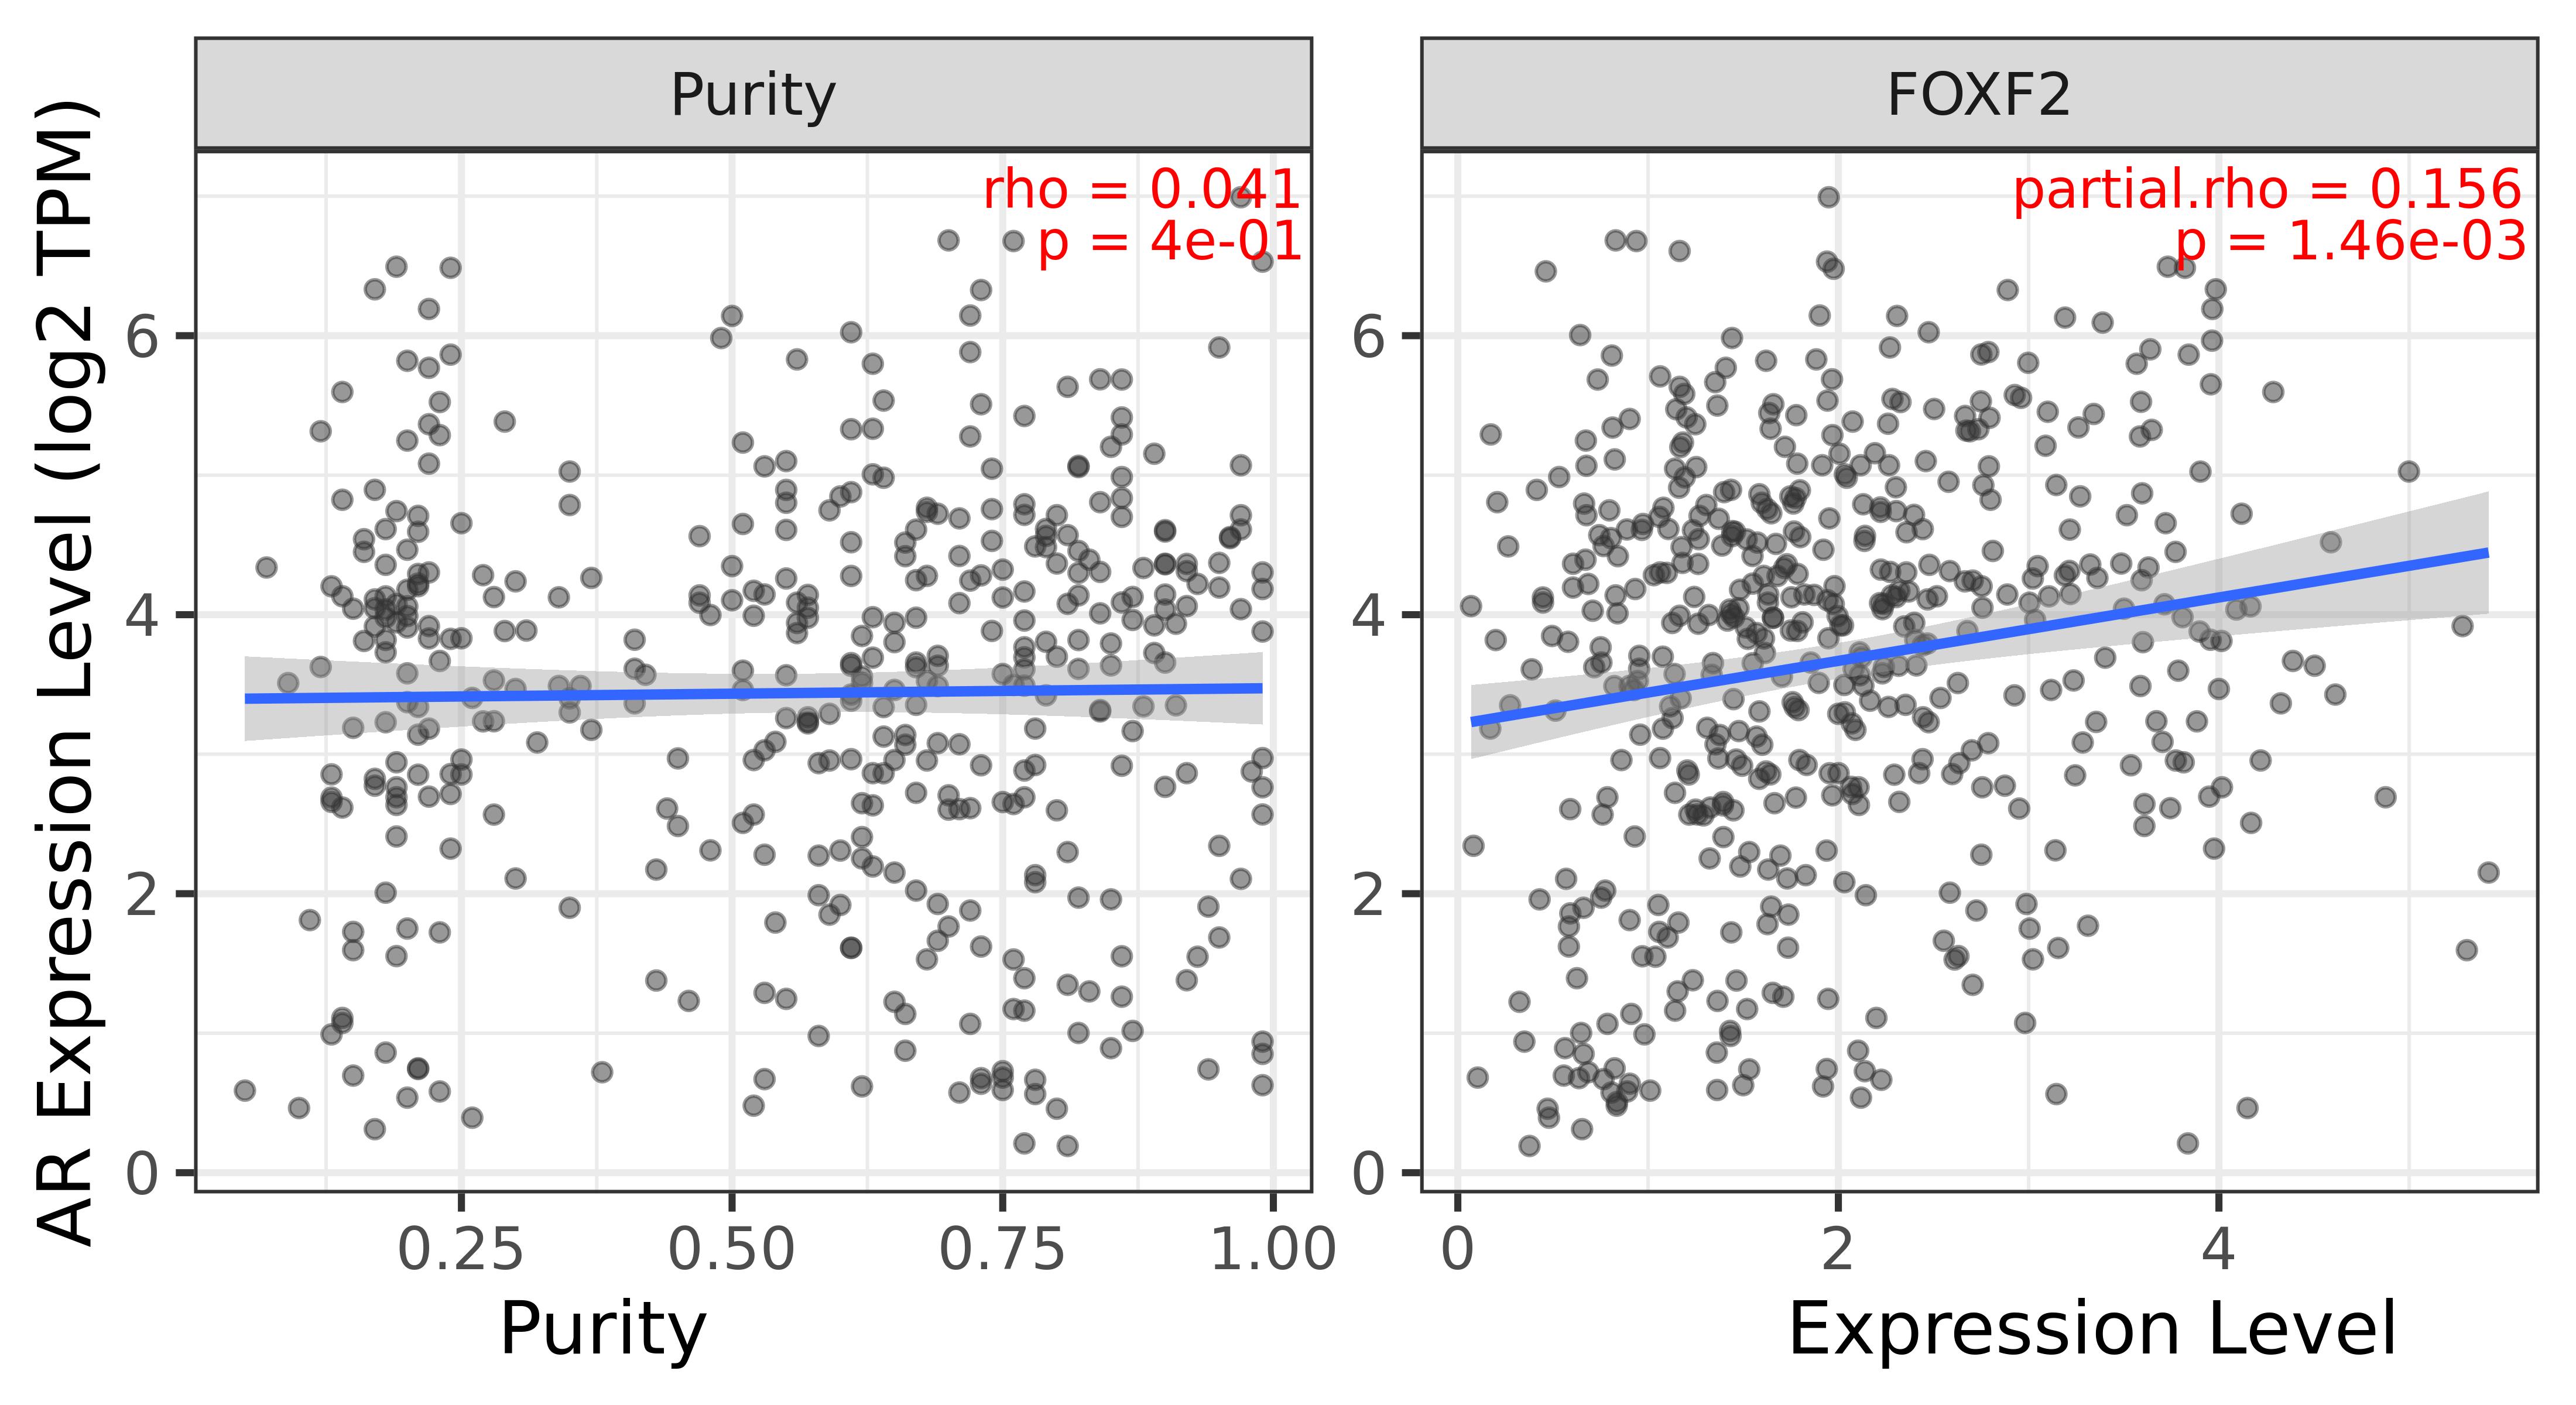 Purity
FOXF2
AR Expression Level (log2 TPM)
rho = 0.041
p = 4e-01
partial.rho = 0.156
p = 1.46e-03
6
4
2
0
6
4
2
0
0.25 0.50 0.75 1.00
0 2 4
Purity
Expression Level